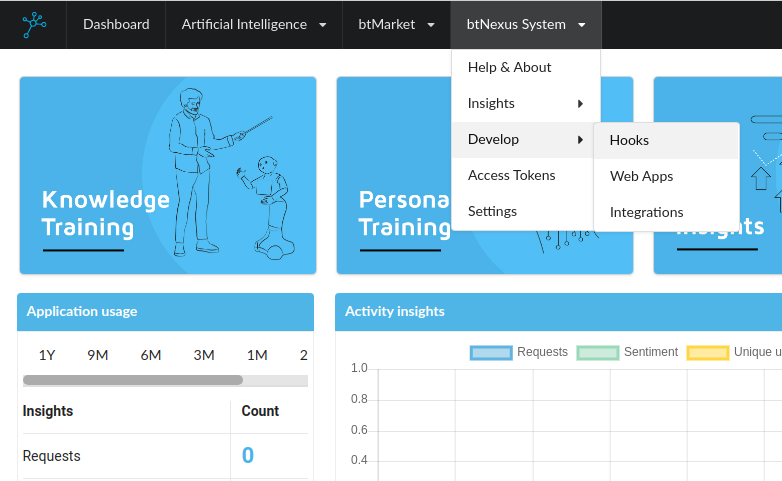 Dashboard
Artificial Intelligence
btMarket
btNexus System
Help & About
Insights
Develop
Access Tokens
Settings
Hooks
Web Apps
Integrations
Knowledge
Training
Persona
Training
Insights
Application usage
1Y 9M 6M 3M 1M 2
Insights Count
Requests 0
Activity insights
Requests Sentiment Unique u
1.0
0.8
0.6
0.4